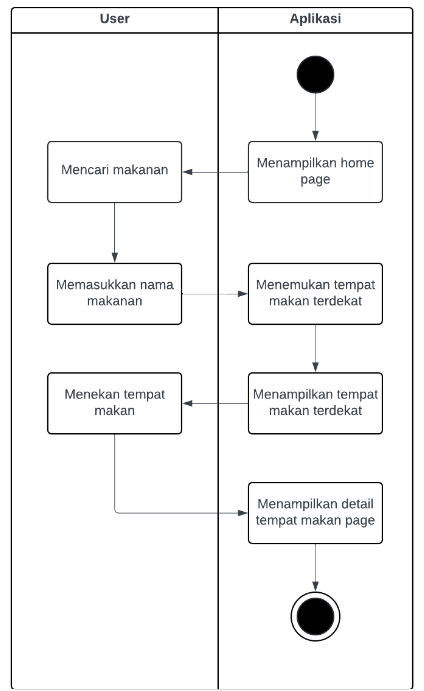 User
Aplikasi
Menampilkan home
page
Mencari makanan
Memasukkan nama
makanan
Menemukan tempat
makan terdekat
Menampilkan tempat
makan terdekat
Menekan tempat
makan
Menampilkan detail
tempat makan page